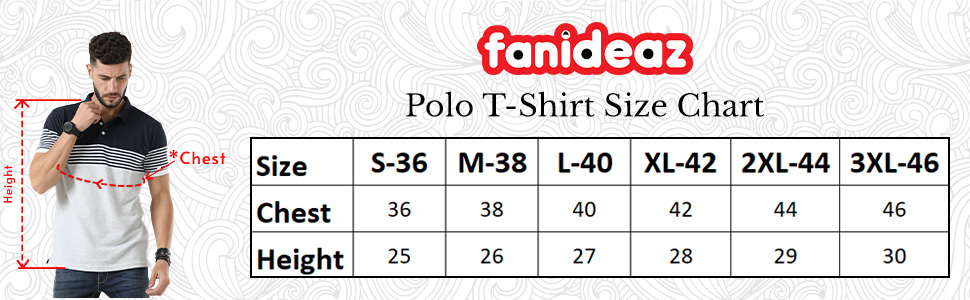 fanideaz
Polo T-Shirt Size Chart
Height
*Chest
Size S-36 M-38 L-40 XL-42 2XL-44 3XL-46
Chest 36 38 40 42 44 46
Height 25 26 27 28 29 30